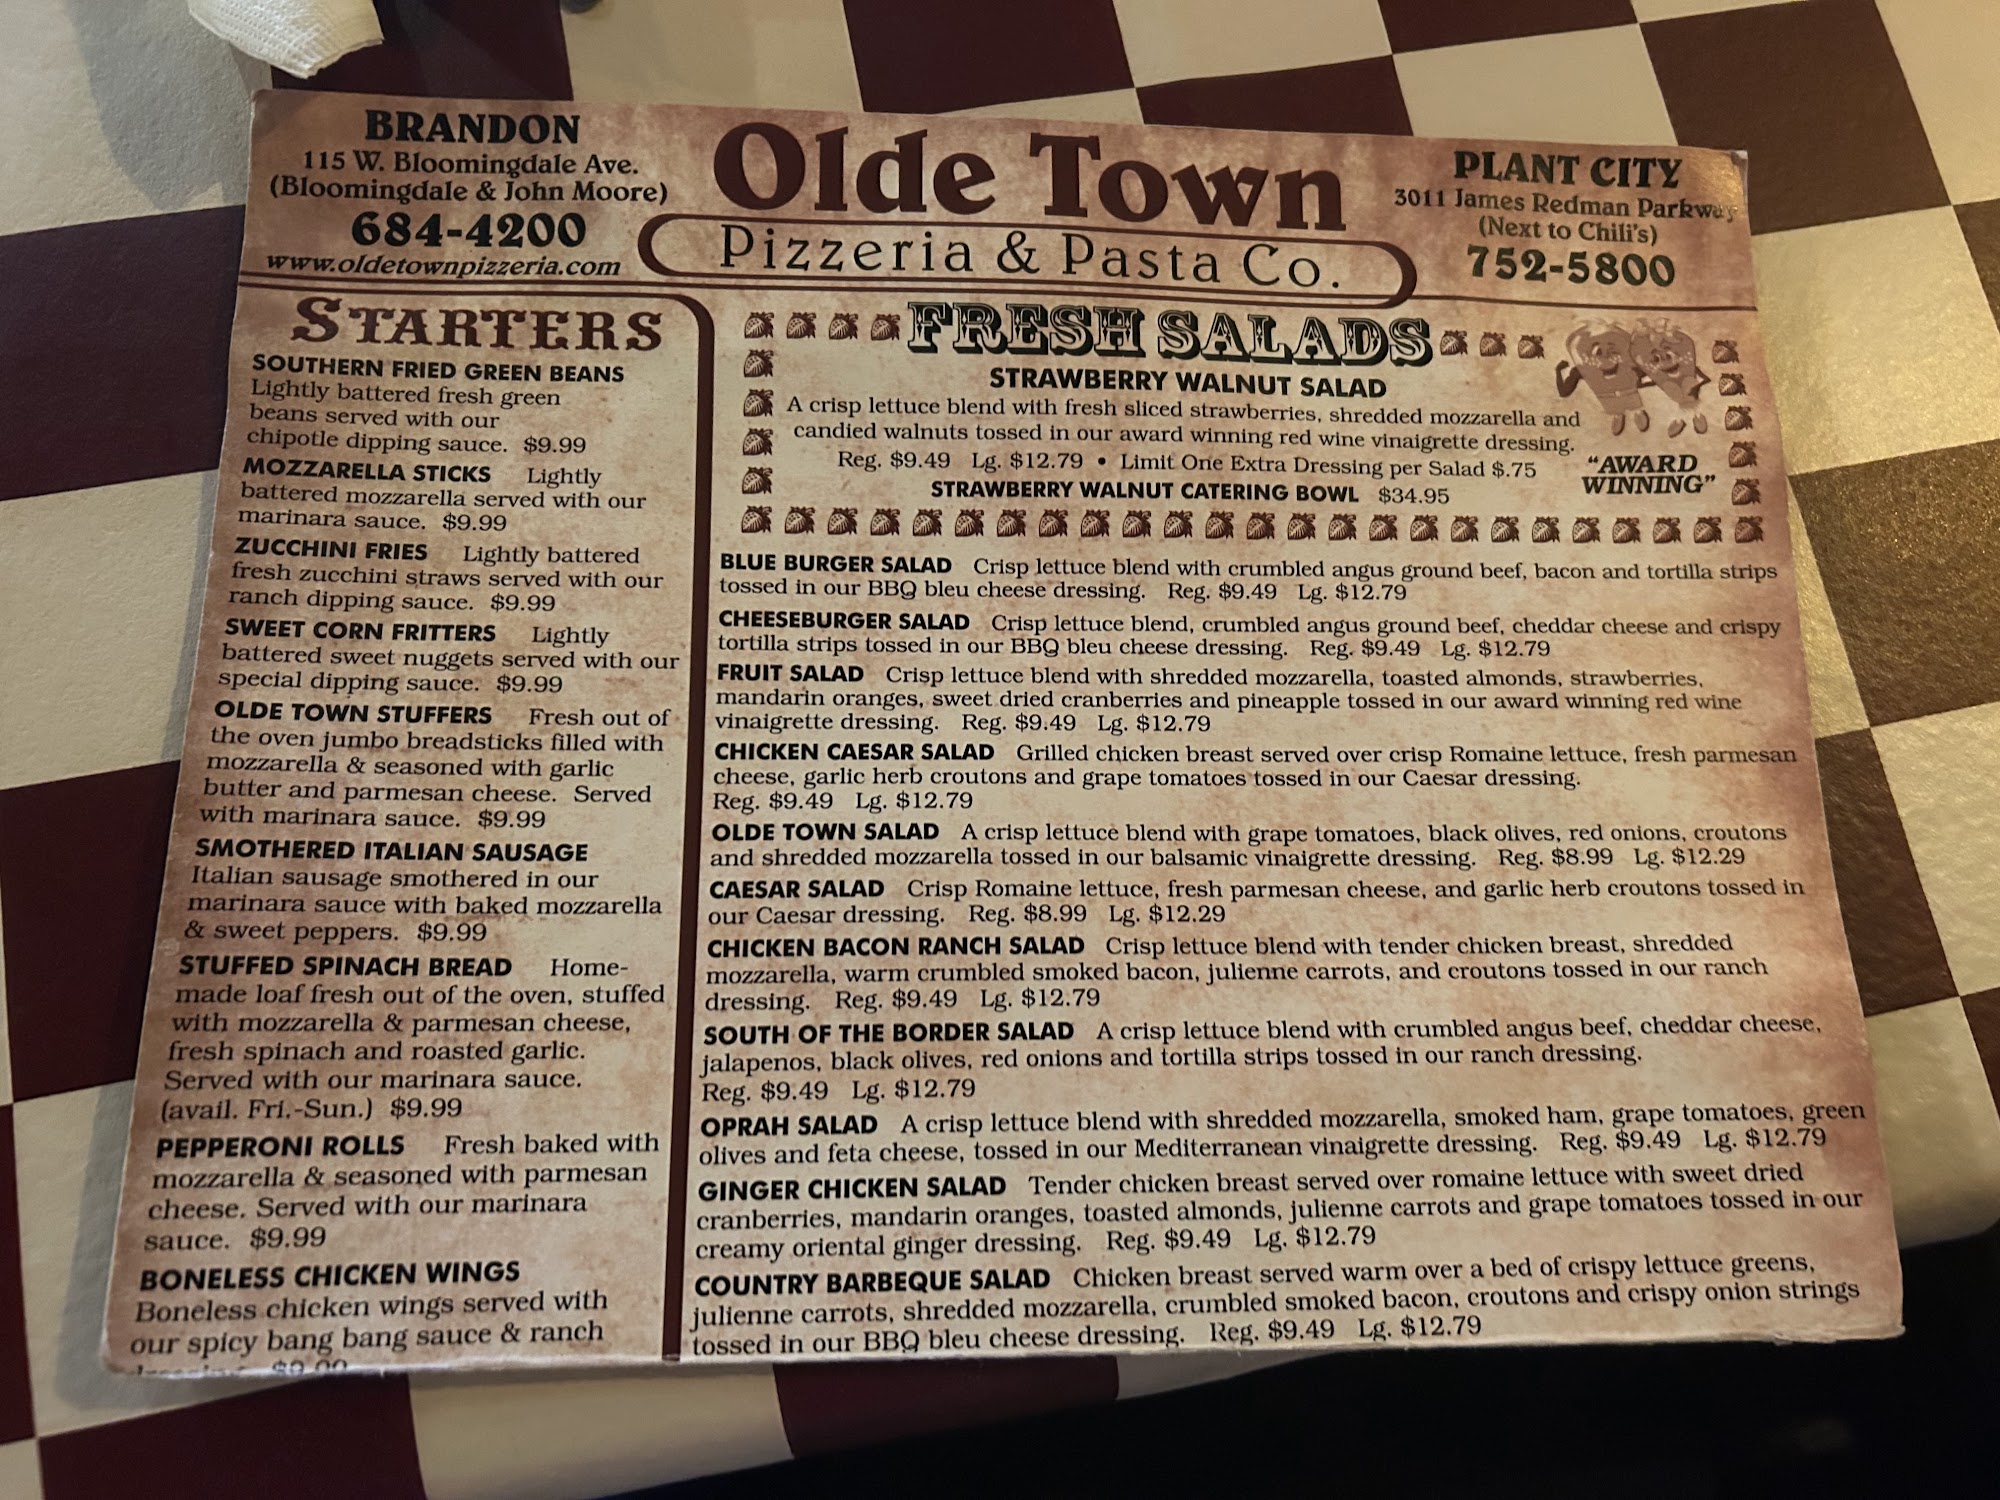 BRANDON
115 W. Bloomingdale Ave.
(Bloomingdale & John Moore)
684-4200
www.oldetownpizzeria.com
Olde Town
Pizzeria & Pasta Co.
PLANT CITY
3011 James Redman Parkway
(Next to Chili's)
752-5800
STARTERS
SOUTHERN FRIED GREEN BEANS
Lightly battered fresh green
beans served with our
chipotle dipping sauce. $9.99
MOZZARELLA STICKS Lightly
battered mozzarella served with our
marinara sauce. $9.99
ZUCCHINI FRIES Lightly battered
fresh zucchini straws served with our
ranch dipping sauce. $9.99
SWEET CORN FRITTERS Lightly
battered sweet nuggets served with our
special dipping sauce. $9.99
OLDE TOWN STUFFERS Fresh out of
the oven jumbo breadsticks filled with
mozzarella & seasoned with garlic
butter and parmesan cheese. Served
with marinara sauce. $9.99
SMOTHERED ITALIAN SAUSAGE
Italian sausage smothered in our
marinara sauce with baked mozzarella
& sweet peppers. $9.99
STUFFED SPINACH BREAD Home-
made loaf fresh out of the oven, stuffed
with mozzarella & parmesan cheese,
fresh spinach and roasted garlic.
Served with our marinara sauce.
(avail. Fri.-Sun.) $9.99
PEPPERONI ROLLS Fresh baked with
mozzarella & seasoned with parmesan
cheese. Served with our marinara
sauce. $9.99
BONELESS CHICKEN WINGS
Boneless chicken wings served with
our spicy bang bang sauce & ranch
FRESH SALADS
STRAWBERRY WALNUT SALAD
A crisp lettuce blend with fresh sliced strawberries, shredded mozzarella and
candied walnuts tossed in our award winning red wine vinaigrette dressing.
Reg. $9.49 Lg. $12.79 • Limit One Extra Dressing per Salad $.75
STRAWBERRY WALNUT CATERING BOWL $34.95
"AWARD
WINNING"
BLUE BURGER SALAD Crisp lettuce blend with crumbled angus ground beef, bacon and tortilla strips
tossed in our BBQ bleu cheese dressing. Reg. $9.49 Lg. $12.79
CHEESEBURGER SALAD Crisp lettuce blend, crumbled angus ground beef, cheddar cheese and crispy
tortilla strips tossed in our BBQ bleu cheese dressing. Reg. $9.49 Lg. $12.79
FRUIT SALAD Crisp lettuce blend with shredded mozzarella, toasted almonds, strawberries,
mandarin oranges, sweet dried cranberries and pineapple tossed in our award winning red wine
vinaigrette dressing. Reg. $9.49 Lg. $12.79
CHICKEN CAESAR SALAD Grilled chicken breast served over crisp Romaine lettuce, fresh parmesan
cheese, garlic herb croutons and grape tomatoes tossed in our Caesar dressing.
Reg. $9.49 Lg. $12.79
OLDE TOWN SALAD A crisp lettuce blend with grape tomatoes, black olives, red onions, croutons
and shredded mozzarella tossed in our balsamic vinaigrette dressing. Reg. $8.99 Lg. $12.29
CAESAR SALAD Crisp Romaine lettuce, fresh parmesan cheese, and garlic herb croutons tossed in
our Caesar dressing. Reg. $8.99 Lg. $12.29
CHICKEN BACON RANCH SALAD Crisp lettuce blend with tender chicken breast, shredded
mozzarella, warm crumbled smoked bacon, julienne carrots, and croutons tossed in our ranch
dressing. Reg. $9.49 Lg. $12.79
SOUTH OF THE BORDER SALAD A crisp lettuce blend with crumbled angus beef, cheddar cheese,
jalapenos, black olives, red onions and tortilla strips tossed in our ranch dressing.
Reg. $9.49 Lg. $12.79
OPRAH SALAD A crisp lettuce blend with shredded mozzarella, smoked ham, grape tomatoes, green
olives and feta cheese, tossed in our Mediterranean vinaigrette dressing. Reg. $9.49 Lg. $12.79
GINGER CHICKEN SALAD Tender chicken breast served over romaine lettuce with sweet dried
cranberries, mandarin oranges, toasted almonds, julienne carrots and grape tomatoes tossed in our
creamy oriental ginger dressing. Reg. $9.49 Lg. $12.79
COUNTRY BARBEQUE SALAD Chicken breast served warm over a bed of crispy lettuce greens,
julienne carrots, shredded mozzarella, crumbled smoked bacon, croutons and crispy onion strings
tossed in our BBQ bleu cheese dressing. Reg. $9.49 Lg. $12.79